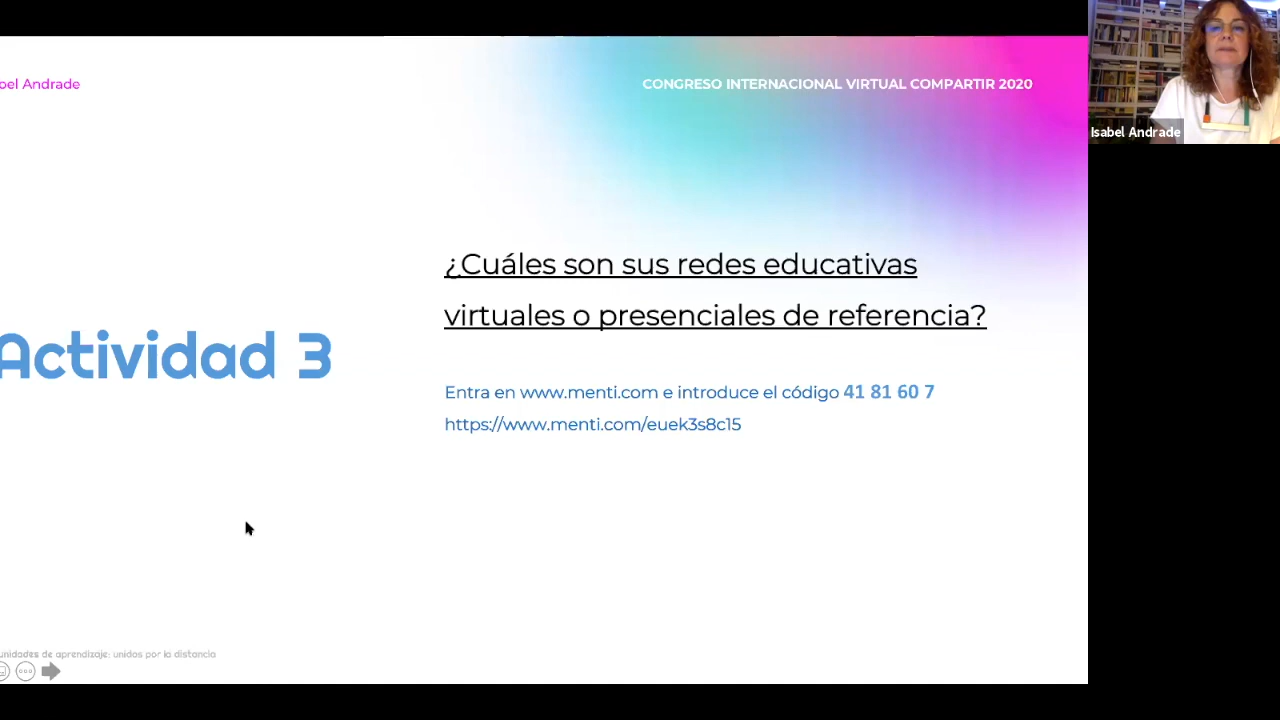 bel Andrade
CONGRESO INTERNACIONAL VIRTUAL COMPARTIR 2020
Isabel Andrade
¿Cuáles son sus redes educativas
virtuales o presenciales de referencia?
Actividad 3
Entra en www.menti.com e introduce el código 41 81 60 7
https://www.menti.com/euek3s8c15
unidades de aprendizaje: unidos por la distancia